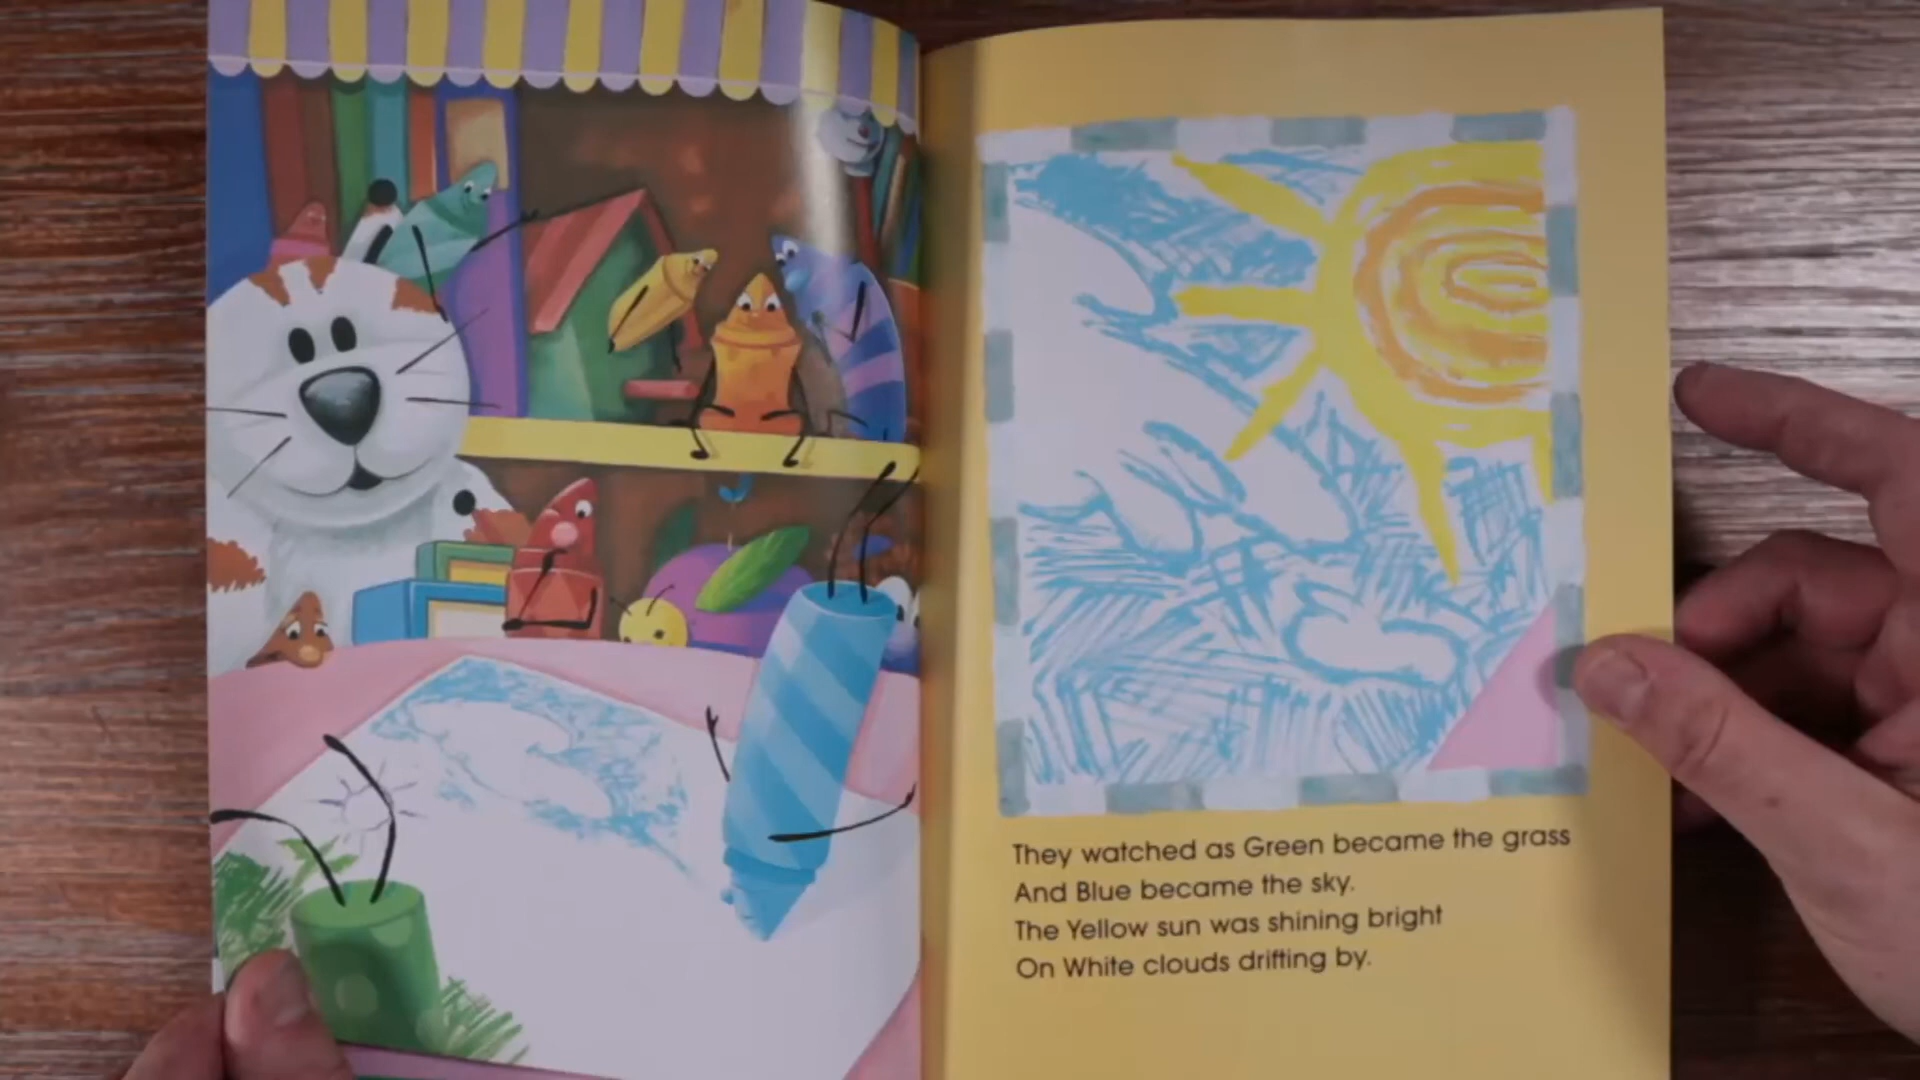 They watched as Green became the grass
And Blue became the sky.
The Yellow sun was shining bright
On White clouds drifting by.